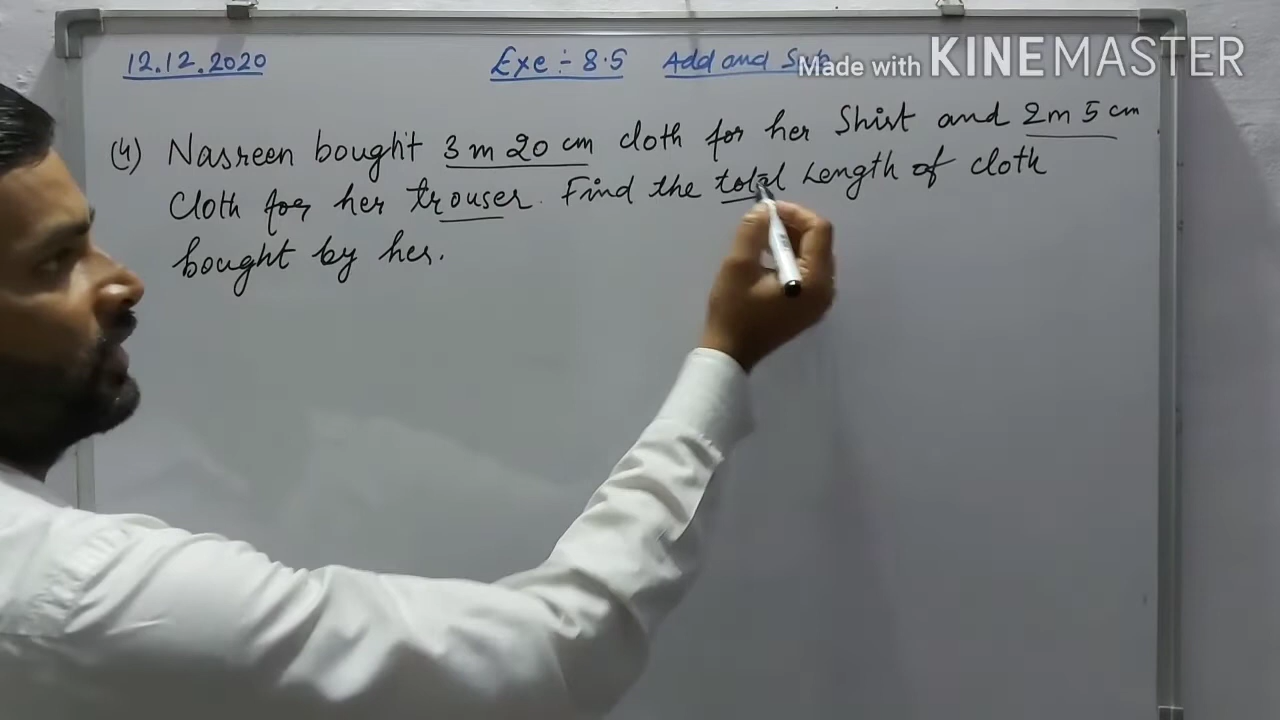 12.12.2020 Exe ÷ 8.5 Add and Sub
Made with KINEMASTER
(4) Nasreen bought 3 m 20 cm cloth for her Shirt and 2m 5 cm
Cloth for her trouser. Find the total Length of cloth
bought by her.